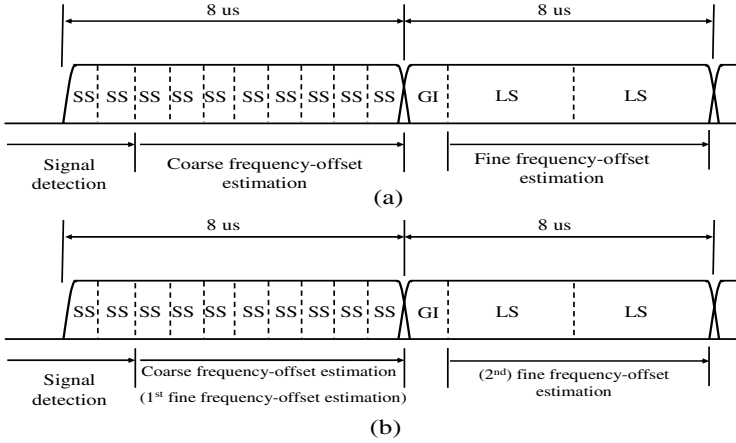 8 us 8 us
SS SS SS SS SS SS SS SS SS SS GI LS LS
Signal detection
Coarse frequency-offset estimation
Fine frequency-offset estimation
(a)
8 us 8 us
SS SS SS SS SS SS SS SS SS SS GI LS LS
Signal detection
Coarse frequency-offset estimation
(1st fine frequency-offset estimation)
(2nd) fine frequency-offset estimation
(b)